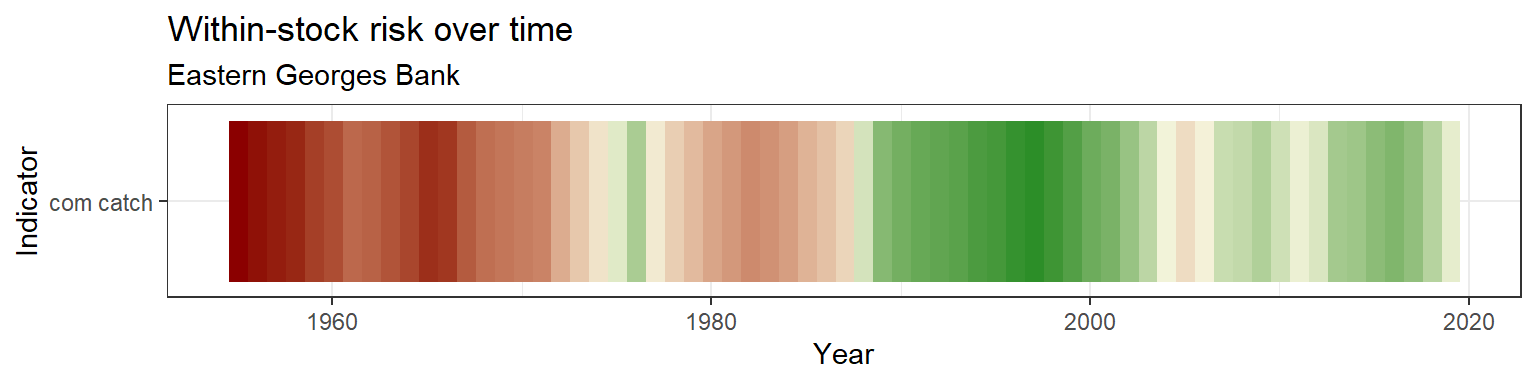 Within-stock risk over time
Eastern Georges Bank
Indicator
com catch
1960 1980 2000 2020
Year